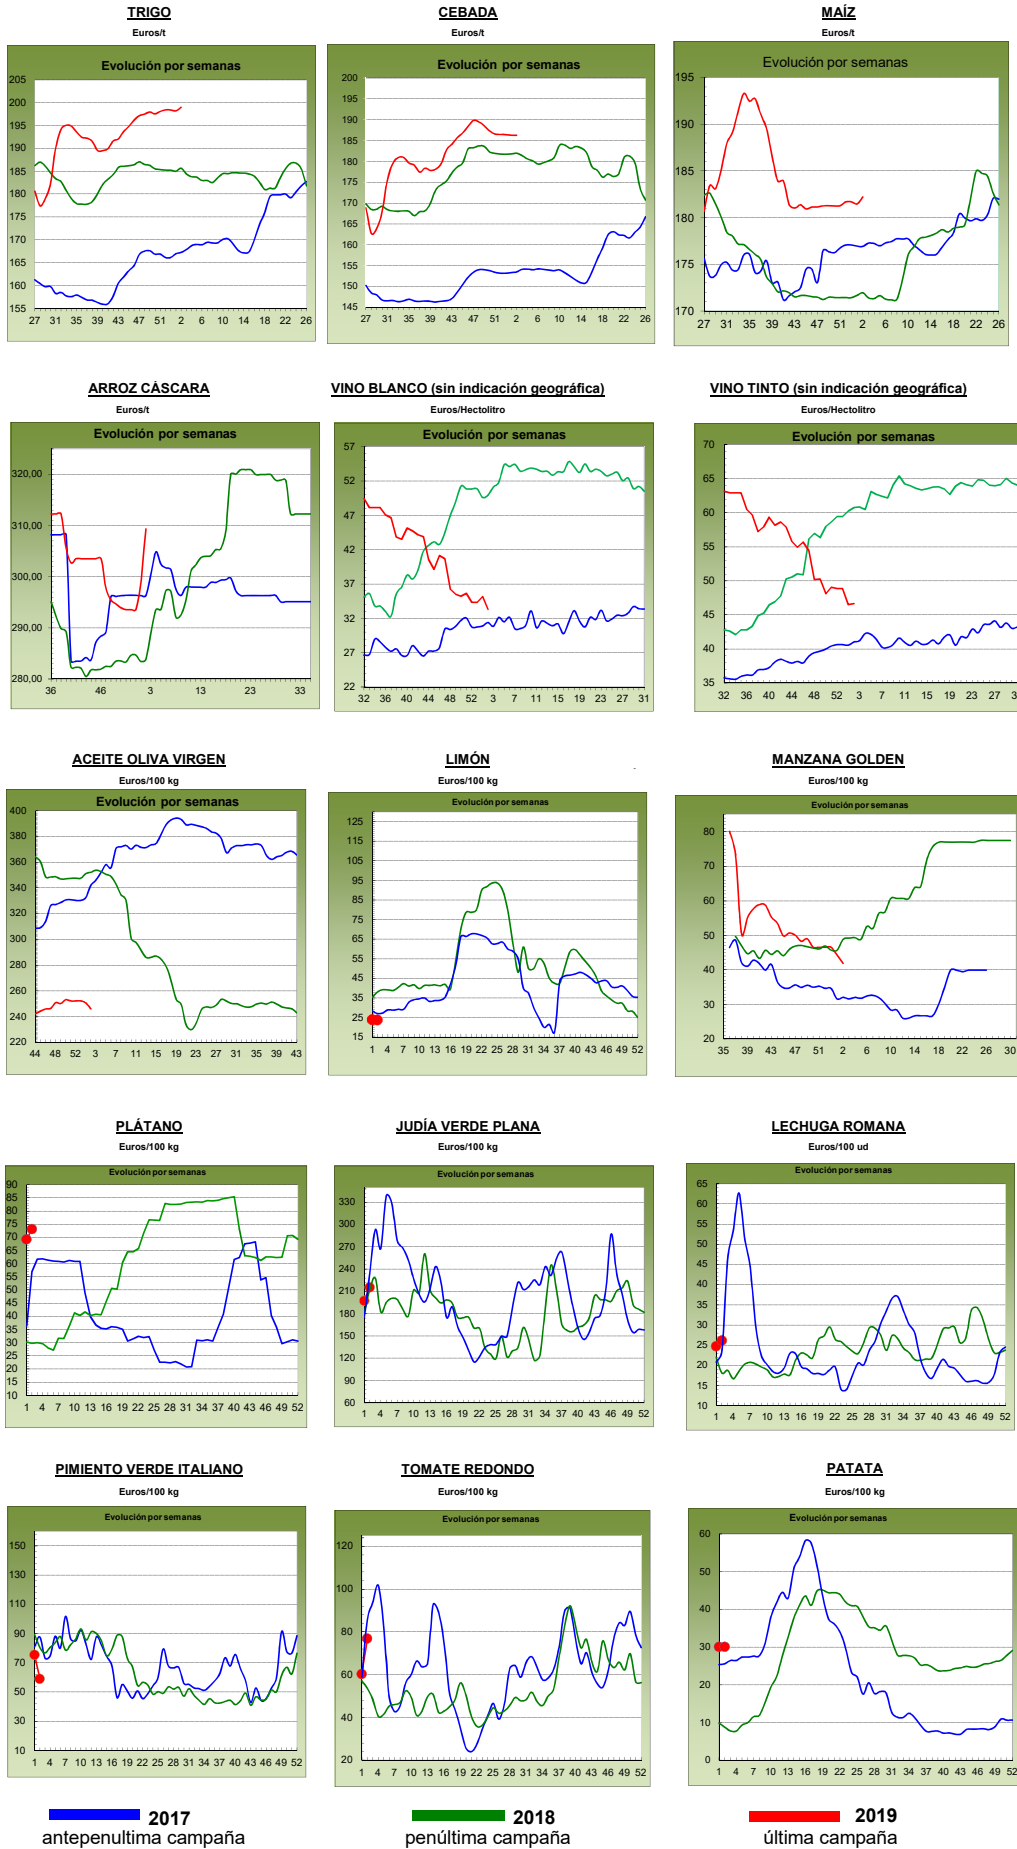 TRIGO
Euros/t
Evolución por semanas
205
200
195
190
185
180
175
170
165
160
155
27 31 35 39 43 47 51 2 6 10 14 18 22 26
CEBADA
Euros/t
Evolución por semanas
200
195
190
185
180
175
170
165
160
155
150
145
27 31 35 39 43 47 51 2 6 10 14 18 22 26
MAÍZ
Euros/t
Evolución por semanas
195
190
185
180
175
170
27 31 35 39 43 47 51 2 6 10 14 18 22 26
ARROZ CÁSCARA
Euros/t
Evolución por semanas
320,00
310,00
300,00
290,00
280,00
36 46 3 13 23 33
VINO BLANCO (sin indicación geográfica)
Euros/Hectolitro
Evolución por semanas
57
52
47
42
37
32
27
22
32 36 40 44 48 52 3 7 11 15 19 23 27 31
VINO TINTO (sin indicación geográfica)
Euros/Hectolitro
Evolución por semanas
70
65
60
55
50
45
40
35
32 36 40 44 48 52 3 7 11 15 19 23 27 3
ACEITE OLIVA VIRGEN
Euros/100 kg
Evolución por semanas
400
380
360
340
320
300
280
260
240
220
44 48 52 3 7 11 15 19 23 27 31 35 39 43
LIMÓN
Euros/100 kg
Evolución por semanas
125
115
105
95
85
75
65
55
45
35
25
15
1 4 7 10 13 16 19 22 25 28 31 34 37 40 43 46 49 52
MANZANA GOLDEN
Euros/100 kg
Evolución por semanas
80
70
60
50
40
30
20
35 39 43 47 51 2 6 10 14 18 22 26 30
PLÁTANO
Euros/100 kg
Evolución por semanas
90
85
80
75
70
65
60
55
50
45
40
35
30
25
20
15
10
1 4 7 10 13 16 19 22 25 28 31 34 37 40 43 46 49 52
JUDÍA VERDE PLANA
Euros/100 kg
Evolución por semanas
330
300
270
240
210
180
150
120
90
60
1 4 7 10 13 16 19 22 25 28 31 34 37 40 43 46 49 52
LECHUGA ROMANA
Euros/100 ud
Evolución por semanas
65
60
55
50
45
40
35
30
25
20
15
10
1 4 7 10 13 16 19 22 25 28 31 34 37 40 43 46 49 52
PIMIENTO VERDE ITALIANO
Euros/100 kg
Evolución por semanas
150
130
110
90
70
50
30
10
1 4 7 10 13 16 19 22 25 28 31 34 37 40 43 46 49 52
TOMATE REDONDO
Euros/100 kg
Evolución por semanas
120
100
80
60
40
20
1 4 7 10 13 16 19 22 25 28 31 34 37 40 43 46 49 52
PATATA
Euros/100 kg
Evolución por semanas
60
50
40
30
20
10
0
1 4 7 10 13 16 19 22 25 28 31 34 37 40 43 46 49 52
2017
antepenultima campaña
2018
penúltima campaña
2019
última campaña